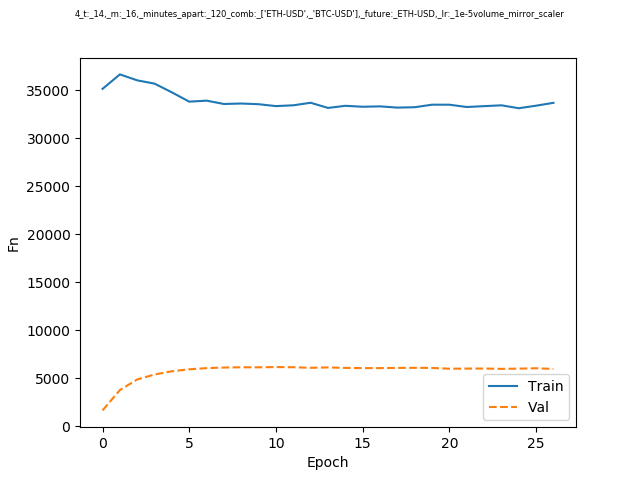 4_t:_14,_m:_16,_minutes_apart:_120_comb:_['ETH-USD',_'BTC-USD'],_future:_ETH-USD,_lr:_1e-5volume_mirror_scaler
35000
30000
25000
20000
15000
10000
5000
0
Fn
Train
Val
0 5 10 15 20 25
Epoch